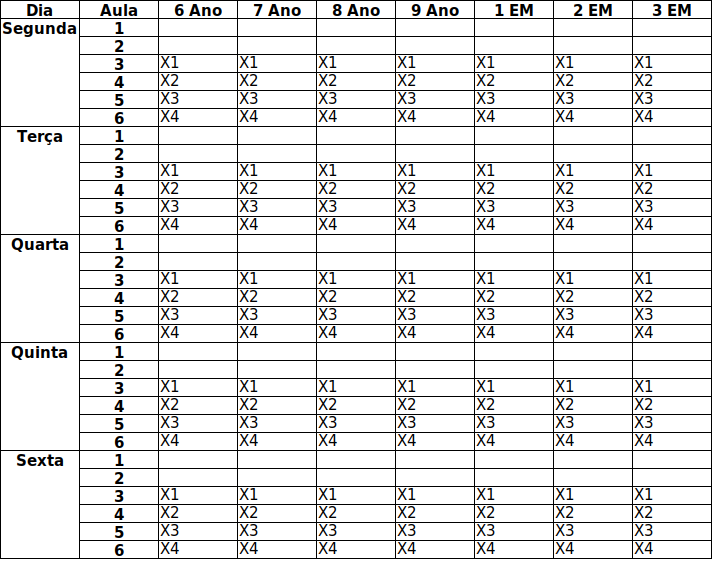 Dia Aula 6 Ano 7 Ano 8 Ano 9 Ano 1 EM 2 EM 3 EM
Segunda 1
2
3 X1 X1 X1 X1 X1 X1 X1
4 X2 X2 X2 X2 X2 X2 X2
5 X3 X3 X3 X3 X3 X3 X3
6 X4 X4 X4 X4 X4 X4 X4
Terça 1
2
3 X1 X1 X1 X1 X1 X1 X1
4 X2 X2 X2 X2 X2 X2 X2
5 X3 X3 X3 X3 X3 X3 X3
6 X4 X4 X4 X4 X4 X4 X4
Quarta 1
2
3 X1 X1 X1 X1 X1 X1 X1
4 X2 X2 X2 X2 X2 X2 X2
5 X3 X3 X3 X3 X3 X3 X3
6 X4 X4 X4 X4 X4 X4 X4
Quinta 1
2
3 X1 X1 X1 X1 X1 X1 X1
4 X2 X2 X2 X2 X2 X2 X2
5 X3 X3 X3 X3 X3 X3 X3
6 X4 X4 X4 X4 X4 X4 X4
Sexta 1
2
3 X1 X1 X1 X1 X1 X1 X1
4 X2 X2 X2 X2 X2 X2 X2
5 X3 X3 X3 X3 X3 X3 X3
6 X4 X4 X4 X4 X4 X4 X4